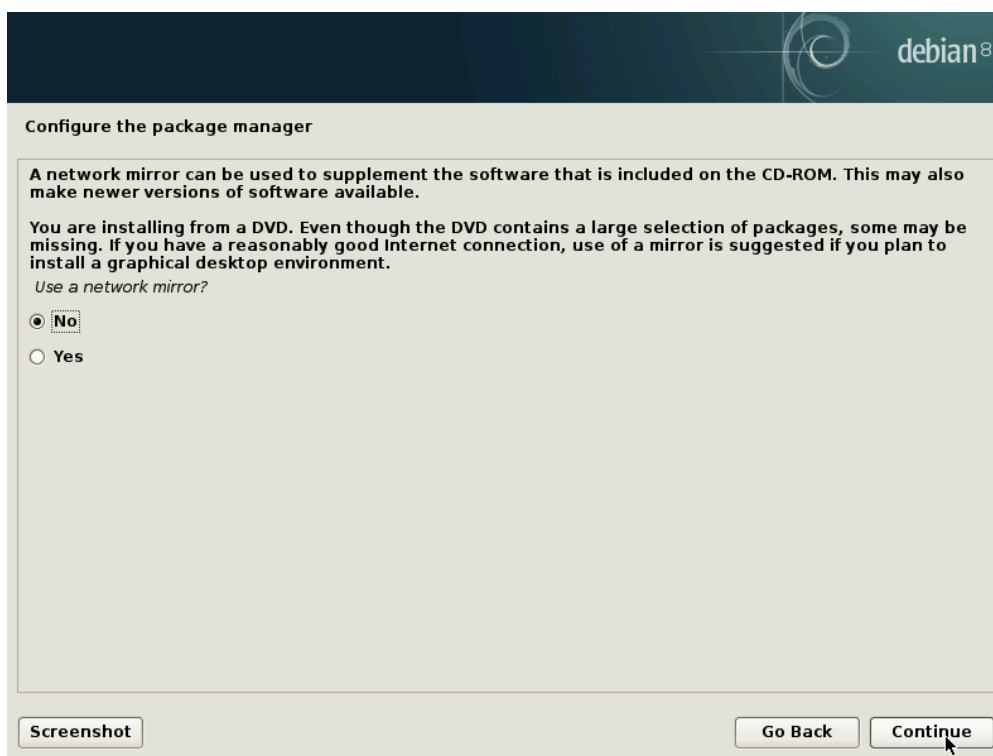 debian 8
Configure the package manager
A network mirror can be used to supplement the software that is included on the CD-ROM. This may also
make newer versions of software available.
You are installing from a DVD. Even though the DVD contains a large selection of packages, some may be
missing. If you have a reasonably good Internet connection, use of a mirror is suggested if you plan to
install a graphical desktop environment.
Use a network mirror?
No
Yes
Screenshot
Go Back
Continue